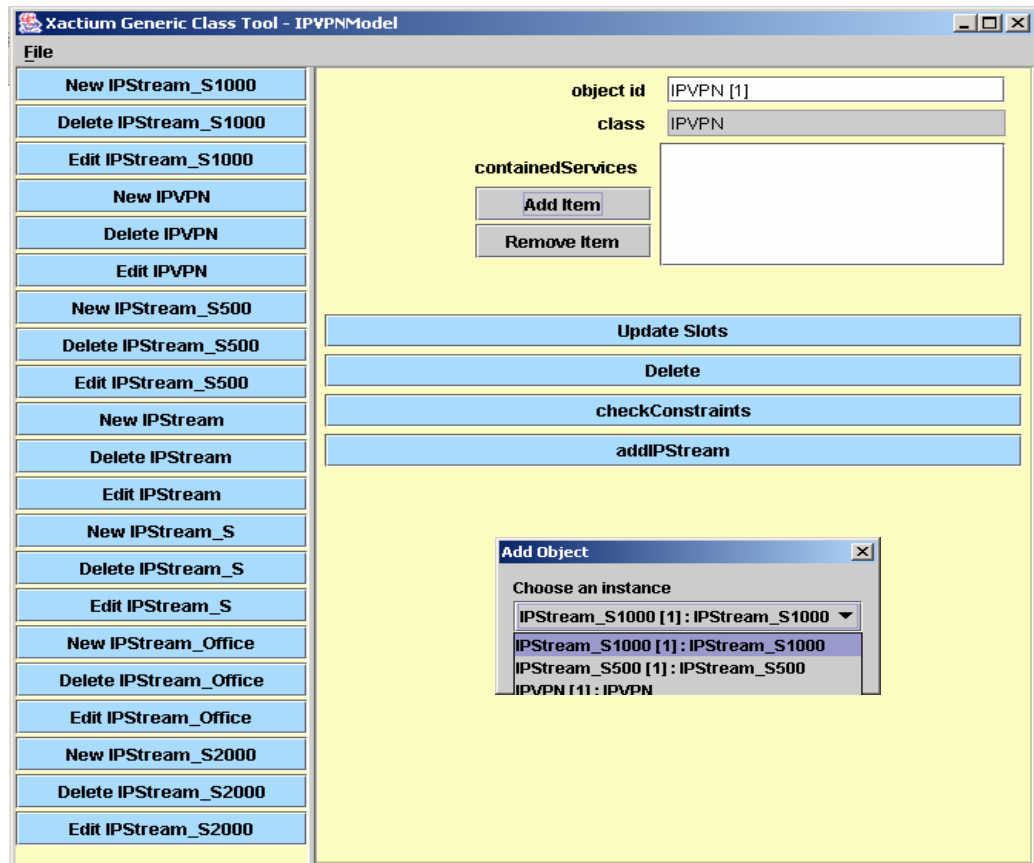 Xactium Generic Class Tool - IPVPNModel
File
New IPStream_S1000
Delete IPStream_S1000
Edit IPStream_S1000
New IPVPN
Delete IPVPN
Edit IPVPN
New IPStream_S500
Delete IPStream_S500
Edit IPStream_S500
New IPStream
Delete IPStream
Edit IPStream
New IPStream_S
Delete IPStream_S
Edit IPStream_S
New IPStream_Office
Delete IPStream_Office
Edit IPStream_Office
New IPStream_S2000
Delete IPStream_S2000
Edit IPStream_S2000
object id IPVPN [1]
class IPVPN
containedServices
Add Item
Remove Item
Update Slots
Delete
checkConstraints
addIPStream
Add Object
Choose an instance
IPStream_S1000 [1] : IPStream_S1000
IPStream_S1000 [1] : IPStream_S1000
IPStream_S500 [1] : IPStream_S500
IPVPN [1] : IPVPN